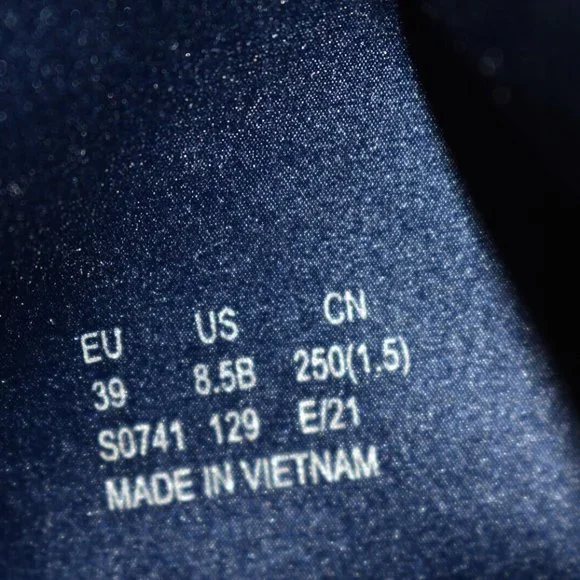 EU US CN
39 8.5B 250(1.5)
S0741 129 E/21
MADE IN VIETNAM